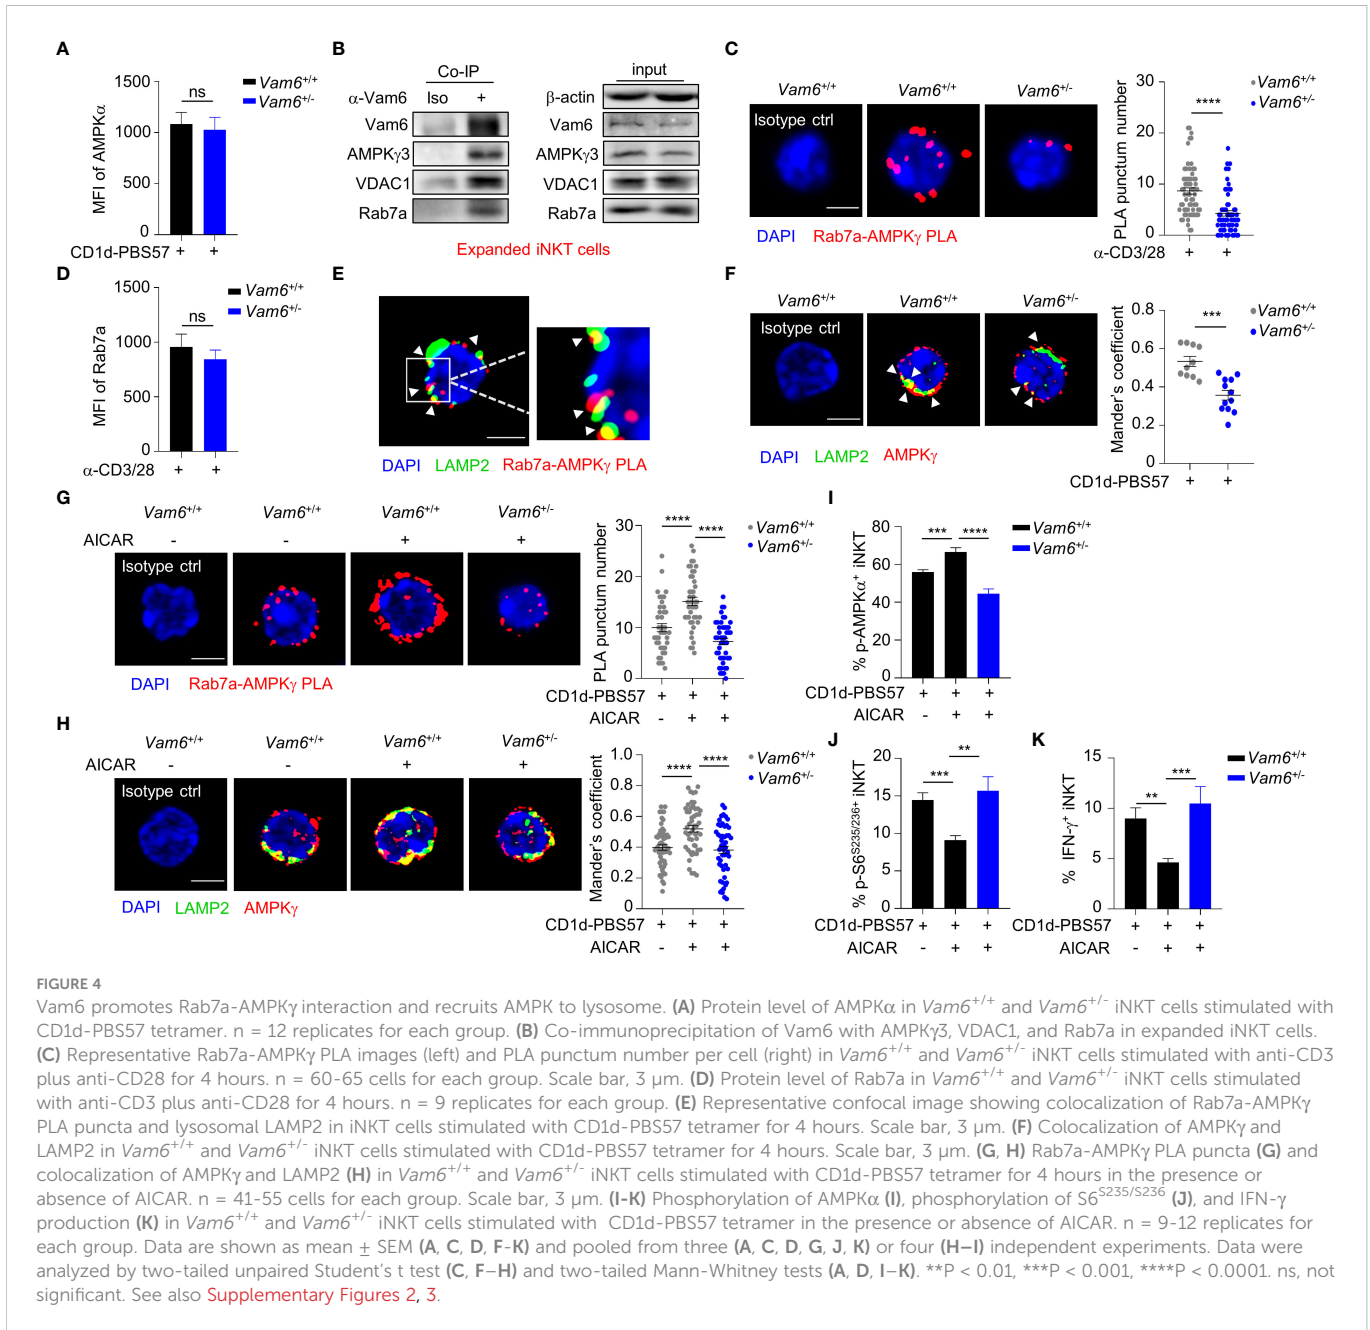 A
MFI of AMPKα
1500
1000
500
0
ns
Vam6+/+
Vam6+/-
CD1d-PBS57 + +
B
Co-IP
α-Vam6 Iso +
Vam6
AMPKγ3
VDAC1
Rab7a
input
β-actin
Vam6
AMPKγ3
VDAC1
Rab7a
Expanded iNKT cells
C
Vam6+/+ Vam6+/+ Vam6+/-
Isotype ctrl
DAPI Rab7a-AMPKγ PLA
PLA punctum number
30
20
10
0
****
Vam6+/+
Vam6+/-
α-CD3/28 + +
D
MFI of Rab7a
1500
1000
500
0
ns
Vam6+/+
Vam6+/-
α-CD3/28 + +
E
DAPI LAMP2 Rab7a-AMPKγ PLA
F
Vam6+/+ Vam6+/+ Vam6+/-
Isotype ctrl
DAPI LAMP2 AMPKγ
Mander's coefficient
0.8
0.6
0.4
0.2
0
***
Vam6+/+
Vam6+/-
CD1d-PBS57 + +
G
Vam6+/+ Vam6+/+ Vam6+/+ Vam6+/-
AICAR - - + +
Isotype ctrl
DAPI Rab7a-AMPKγ PLA
PLA punctum number
30
20
10
0
**** ****
Vam6+/+
Vam6+/-
CD1d-PBS57 + + +
AICAR - + +
H
Vam6+/+ Vam6+/+ Vam6+/+ Vam6+/-
AICAR - - + +
Isotype ctrl
DAPI LAMP2 AMPKγ
Mander's coefficient
1.0
0.8
0.6
0.4
0.2
0
**** ****
Vam6+/+
Vam6+/-
CD1d-PBS57 + + +
AICAR - + +
I
% p-AMPKα+ iNKT
80
60
40
20
0
*** ****
Vam6+/+
Vam6+/-
CD1d-PBS57 + + +
AICAR - + +
J
% p-S6S235/236+ iNKT
20
15
10
5
0
*** **
CD1d-PBS57 + + +
AICAR - + +
K
% IFN-γ+ iNKT
15
10
5
0
** ***
Vam6+/+
Vam6+/-
CD1d-PBS57 + + +
AICAR - + +
FIGURE 4
Vam6 promotes Rab7a-AMPKγ interaction and recruits AMPK to lysosome. (A) Protein level of AMPKα in Vam6+/+ and Vam6+/- iNKT cells stimulated with
CD1d-PBS57 tetramer. n = 12 replicates for each group. (B) Co-immunoprecipitation of Vam6 with AMPKγ3, VDAC1, and Rab7a in expanded iNKT cells.
(C) Representative Rab7a-AMPKγ PLA images (left) and PLA punctum number per cell (right) in Vam6+/+ and Vam6+/- iNKT cells stimulated with anti-CD3
plus anti-CD28 for 4 hours. n = 60-65 cells for each group. Scale bar, 3 μm. (D) Protein level of Rab7a in Vam6+/+ and Vam6+/- iNKT cells stimulated
with anti-CD3 plus anti-CD28 for 4 hours. n = 9 replicates for each group. (E) Representative confocal image showing colocalization of Rab7a-AMPKγ
PLA puncta and lysosomal LAMP2 in iNKT cells stimulated with CD1d-PBS57 tetramer for 4 hours. Scale bar, 3 μm. (F) Colocalization of AMPKγ and
LAMP2 in Vam6+/+ and Vam6+/- iNKT cells stimulated with CD1d-PBS57 tetramer for 4 hours. Scale bar, 3 μm. (G, H) Rab7a-AMPKγ PLA puncta (G) and
colocalization of AMPKγ and LAMP2 (H) in Vam6+/+ and Vam6+/- iNKT cells stimulated with CD1d-PBS57 tetramer for 4 hours in the presence or
absence of AICAR. n = 41-55 cells for each group. Scale bar, 3 μm. (I-K) Phosphorylation of AMPKα (I), phosphorylation of S6S235/S236 (J), and IFN-γ
production (K) in Vam6+/+ and Vam6+/- iNKT cells stimulated with CD1d-PBS57 tetramer in the presence or absence of AICAR. n = 9-12 replicates for
each group. Data are shown as mean ± SEM (A, C, D, F-K) and pooled from three (A, C, D, G, J, K) or four (H–I) independent experiments. Data were
analyzed by two-tailed unpaired Student's t test (C, F–H) and two-tailed Mann-Whitney tests (A, D, I–K). **P < 0.01, ***P < 0.001, ****P < 0.0001. ns, not
significant. See also Supplementary Figures 2, 3.